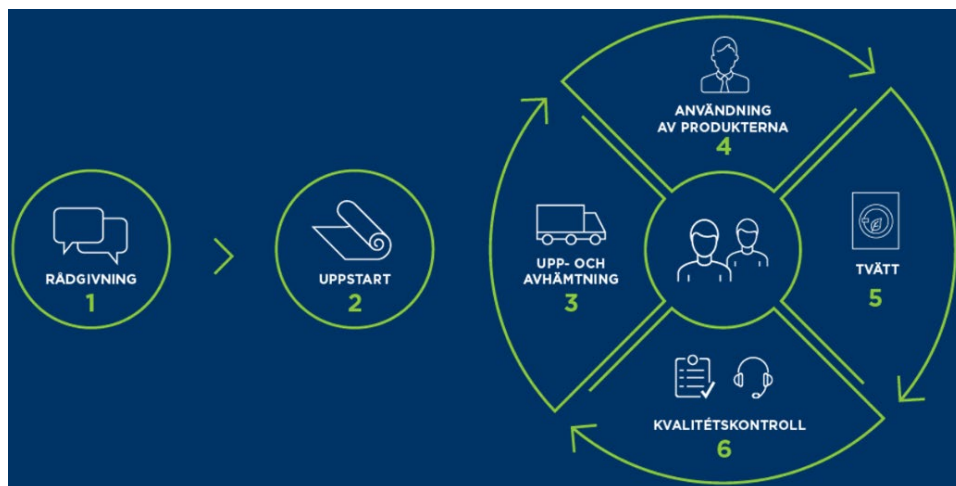 RÅDGIVNING
1
UPPSTART
2
UPP- OCH
AVHÄMTNING
3
ANVÄNDNING
AV PRODUKTERNA
4
TVÄTT
5
KVALITÉTSKONTROLL
6